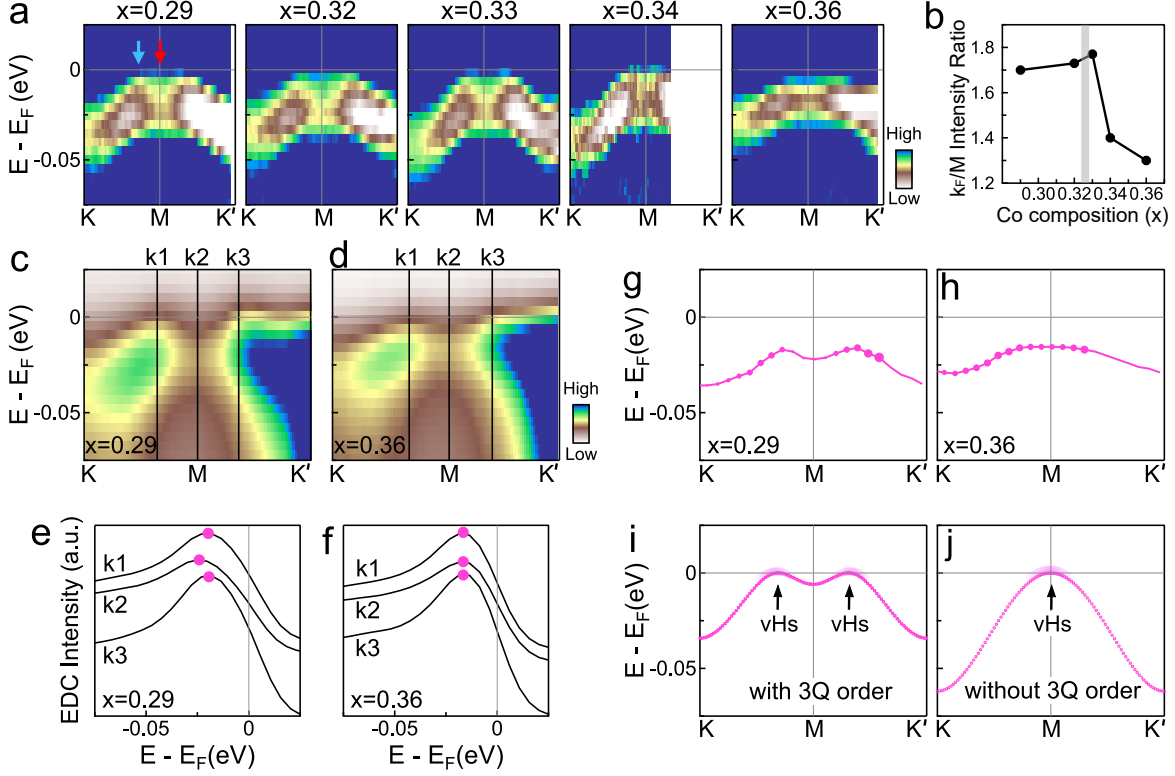 a
x=0.29
x=0.32
x=0.33
x=0.34
x=0.36
E - E_F (eV)
0
-0.05
K
M
K'
K
M
K'
K
M
K'
K
M
K'
K
M
K'
High
Low
b
k_F/M Intensity Ratio
1.8
1.6
1.4
1.2
0.30
0.32
0.34
0.36
Co composition (x)
c
k1
k2
k3
E - E_F (eV)
0
-0.05
x=0.29
K
M
K'
d
k1
k2
k3
x=0.36
K
M
K'
High
Low
g
E - E_F (eV)
0
-0.05
x=0.29
K
M
K'
h
x=0.36
K
M
K'
e
EDC Intensity (a.u.)
k1
k2
k3
x=0.29
-0.05
0
E - E_F(eV)
f
k1
k2
k3
x=0.36
-0.05
0
E - E_F(eV)
i
E - E_F(eV)
0
-0.05
vHs
vHs
with 3Q order
K
M
K'
j
vHs
without 3Q order
K
M
K'